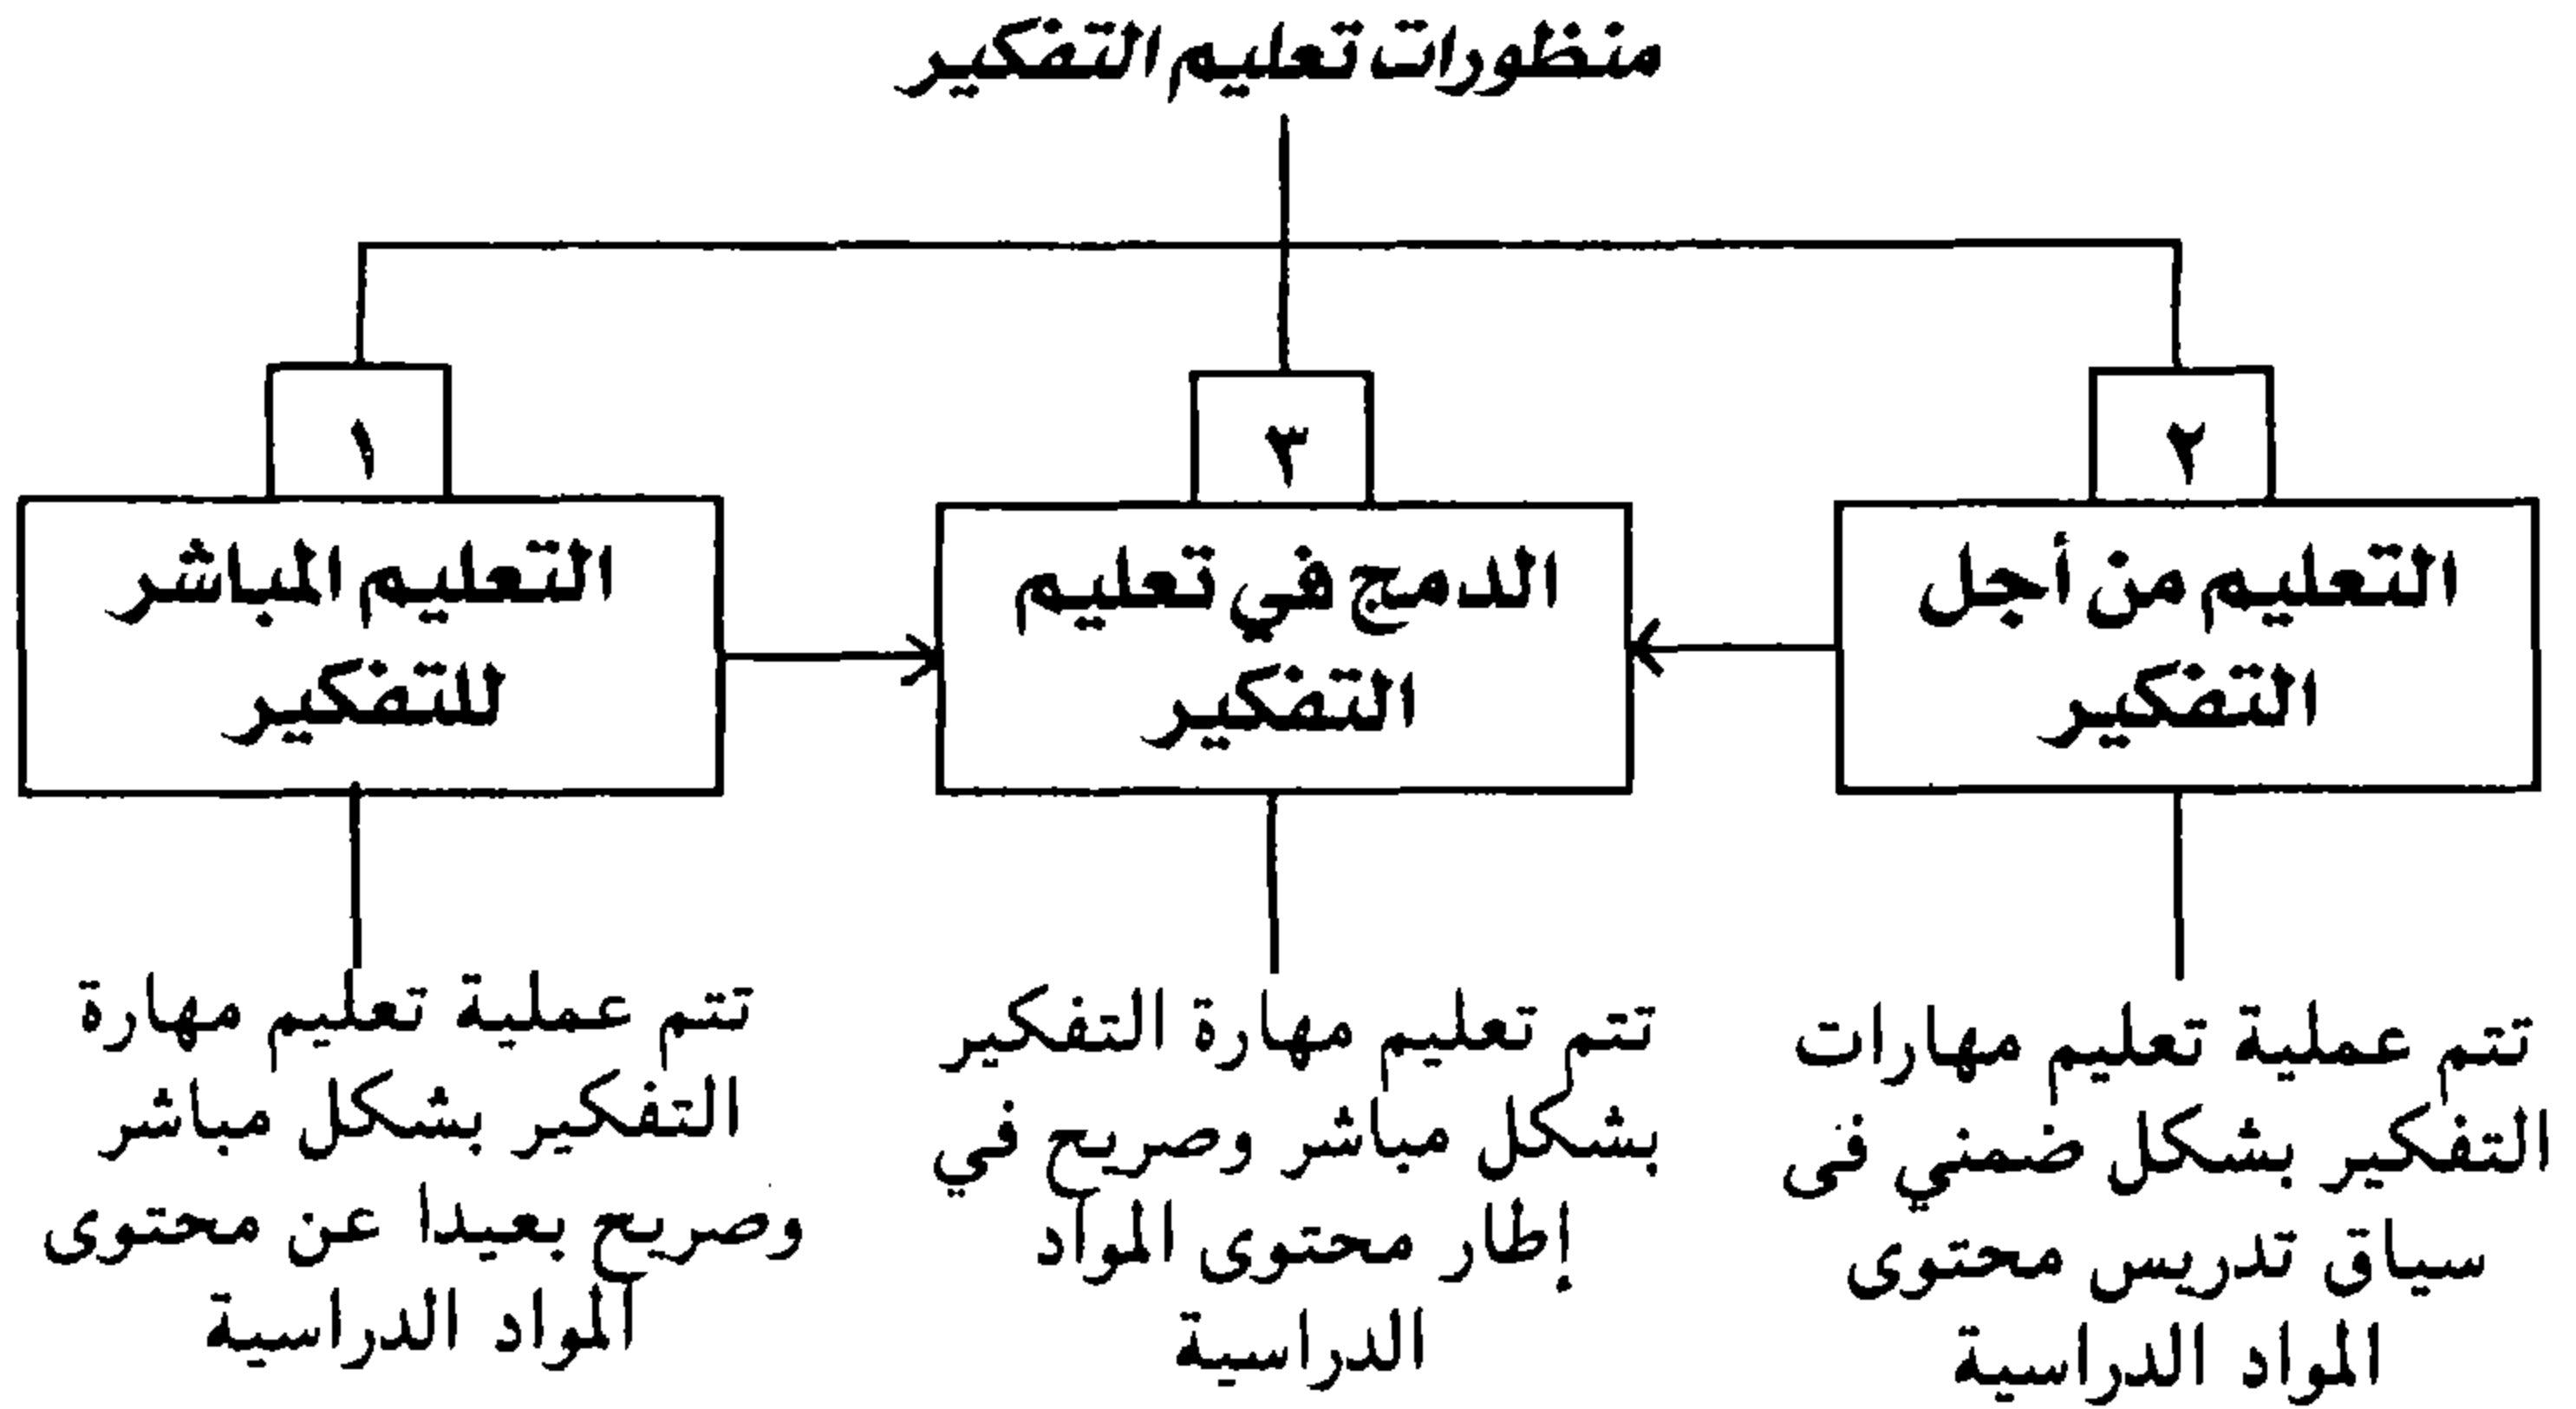 منظورات تعليم التفكير
٢
التعليم من أجل
التفكير
تتم عملية تعليم مهارات
التفكير بشكل ضمني فى
سياق تدريس محتوى
المواد الدراسية
٣
الدمج في تعليم
التفكير
تتم تعليم مهارة التفكير
بشكل مباشر وصريح في
إطار محتوى المواد
الدراسية
١
التعليم المباشر
للتفكير
تتم عملية تعليم مهارة
التفكير بشكل مباشر
وصريح بعيدا عن محتوى
المواد الدراسية